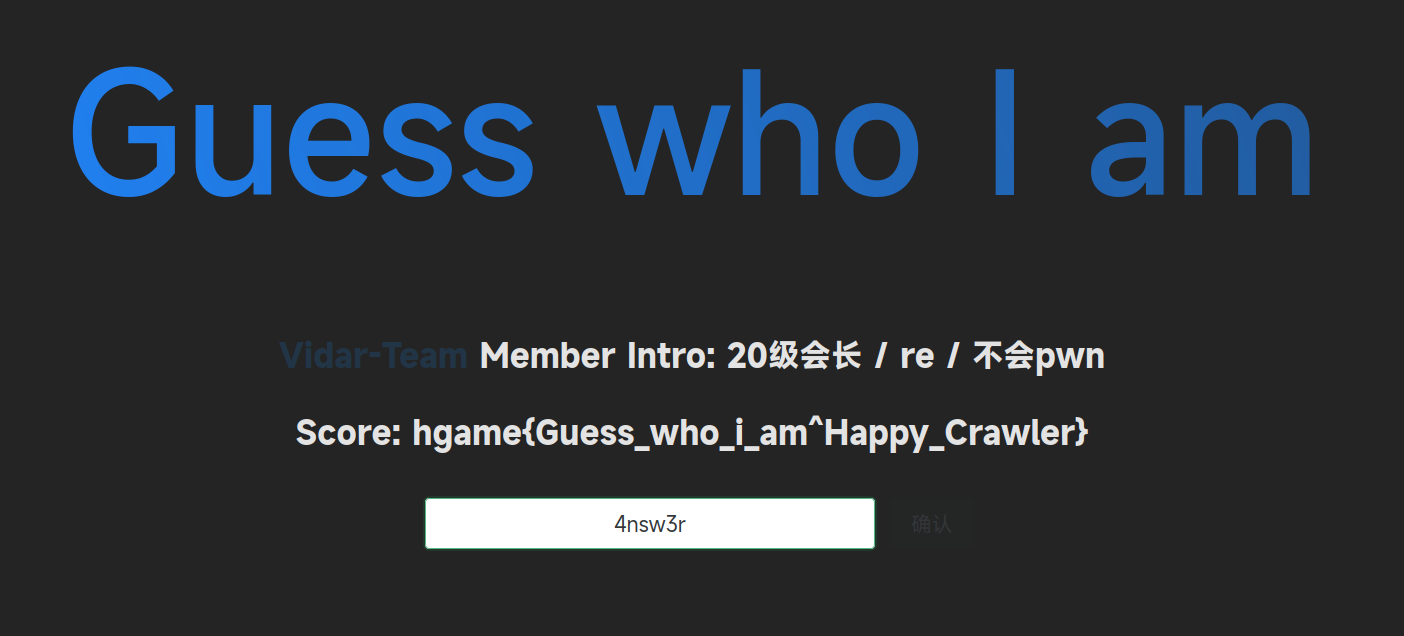 Guess who I am
Vidar-Team Member Intro: 20级会长 / re / 不会pwn
Score: hgame{Guess_who_i_am^Happy_Crawler}
4nsw3r 确认